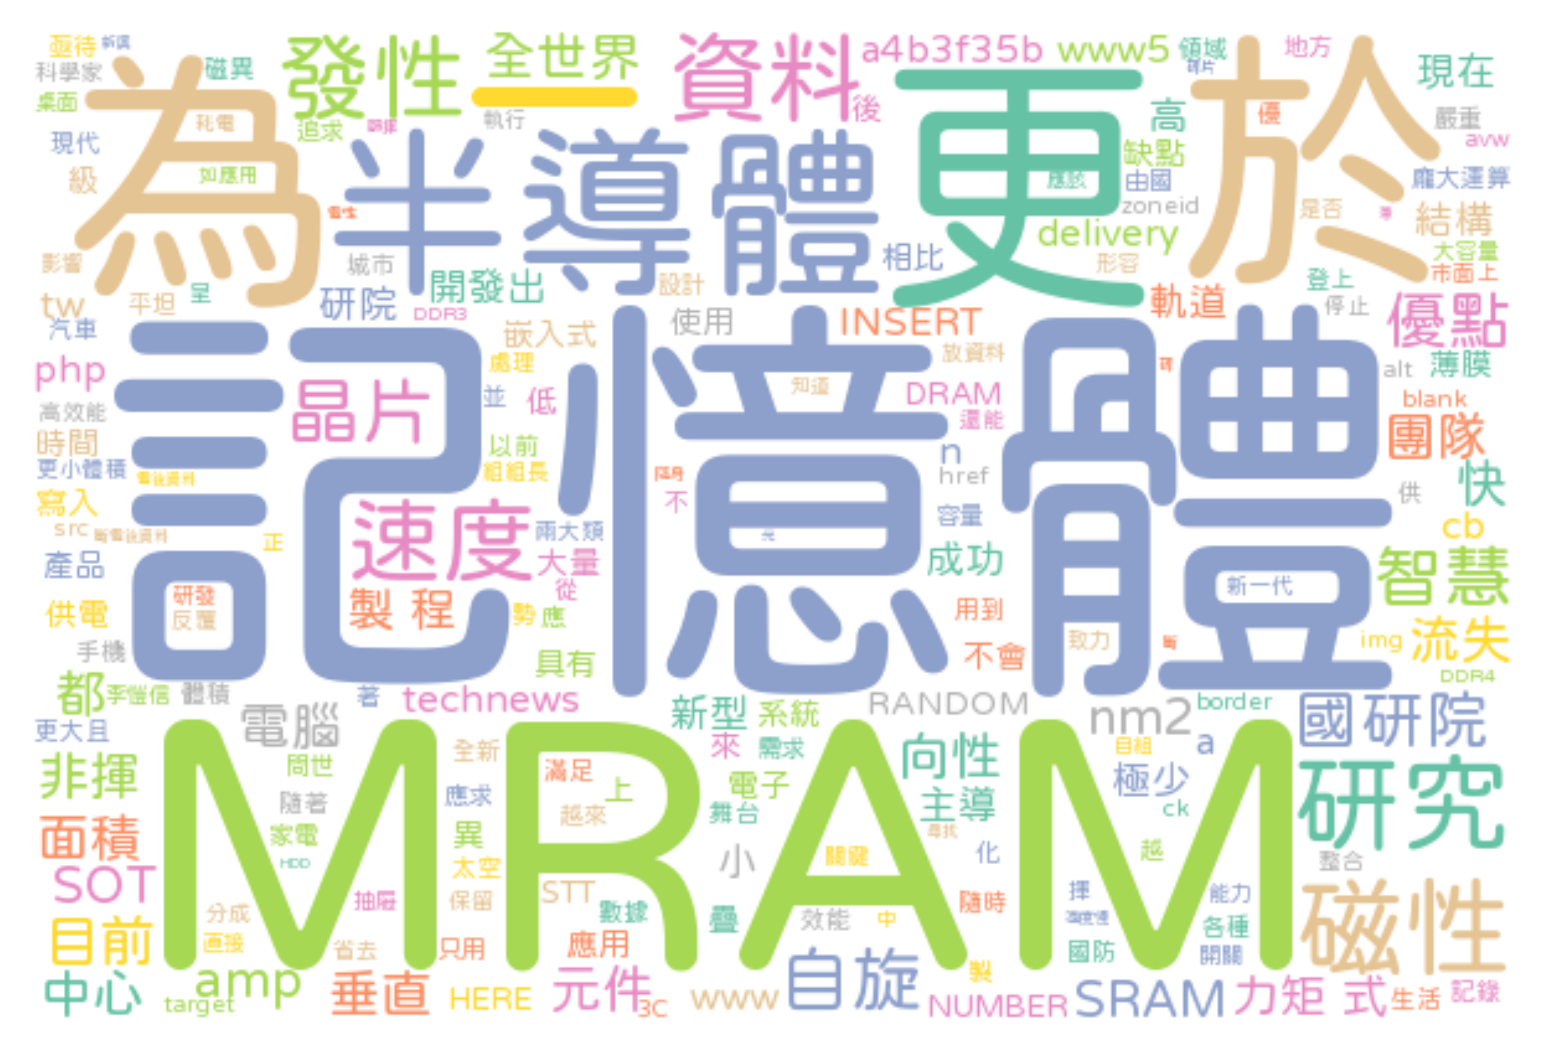 亟待
科學家
磁異
發性
一
全世界
資料
a4b3f35b
www5
領域
地方
現在
桌面
為
耗電
追求
執行
後
更
於
高
優
嚴重
avw
現代
級
如應用
半導體
缺點
由國
應該
龐大運算
zoneid
是否
結構
影響
城市
相比
delivery
形容
大容量
市面上
tw
平坦
呈
研院
開發出
DDR3
設計
登上
停止
軌道
優點
汽車
嵌入式
使用
INSERT
放資料
php
處理
知道
DRAM
alt
薄膜
高效能
記憶體
晶片
並
低
還能
blank
時間
以前
n
團隊
更小體積
組組長
href
快
寫入
速度
不
容量
供
src
正
兩大類
cb
產品
大量
成功
智慧
研發
從
新一代
供電
反覆
製程
勢
應
用到
手機
具有
不會
致力
img
流失
都
李愷信
體積
著
technews
新型
系統
RANDOM
nm2
border
DDR4
國研院
更大且
電腦
MRAM
全新
來
需求
向性
目組
a
非揮
問世
滿足
電子
極少
研究
隨著
應求
上
舞台
主導
ck
面積
家電
越來
異
尋找
HDD
太空
小
關鍵
化
越
整合
SOT
抽屜
保留
STT
數據
疊
隨時
揮
能力
磁性
目前
分成
效能
中
各種
直接
省去
只用
應用
國防
開關
中心
amp
垂直
元件
自旋
製
target
HERE
3C
www
NUMBER
SRAM
力矩
式
生活
記錄